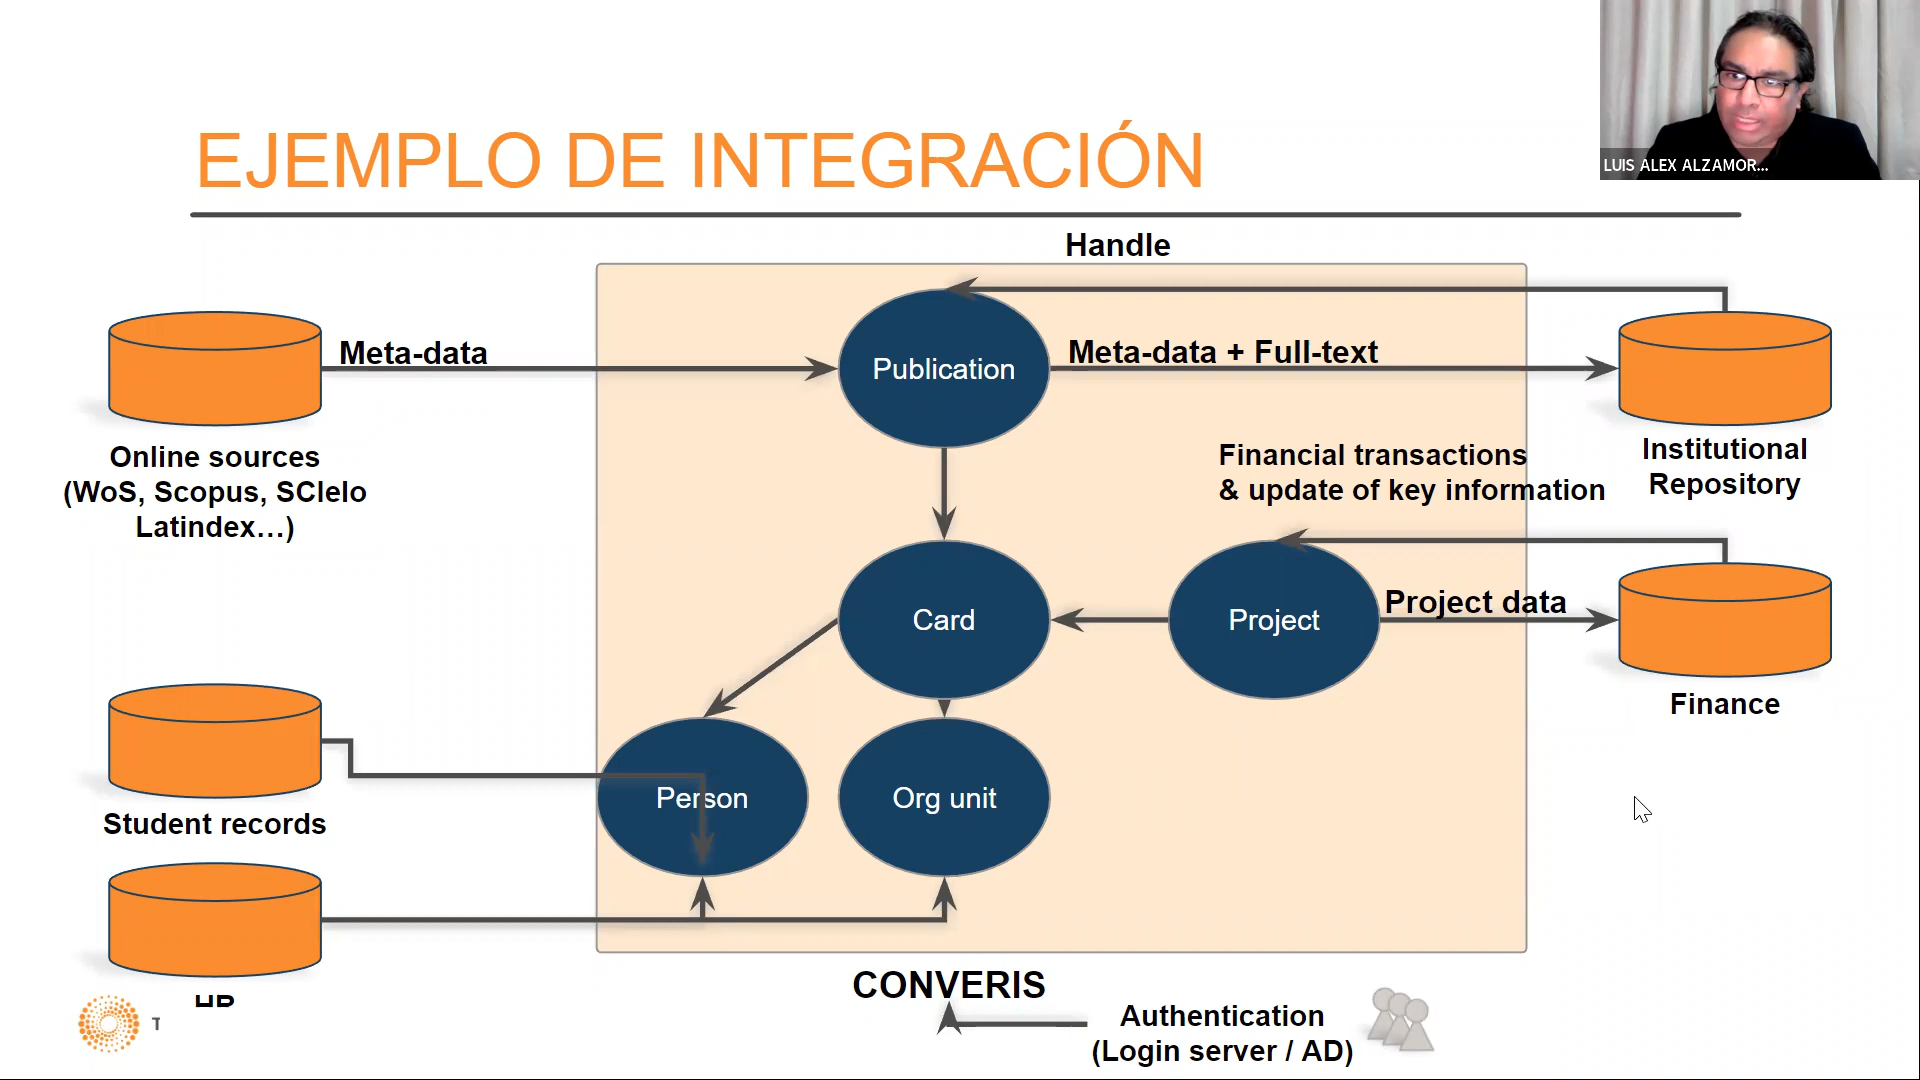 LUIS ALEX ALZAMOR...
EJEMPLO DE INTEGRACIÓN
Handle
Meta-data
Publication
Meta-data + Full-text
Online sources
(WoS, Scopus, SCIelo
Latindex…)
Institutional
Repository
Financial transactions
& update of key information
Card
Project
Project data
Finance
Student records
Person
Org unit
CONVERIS
T
Authentication
(Login server / AD)